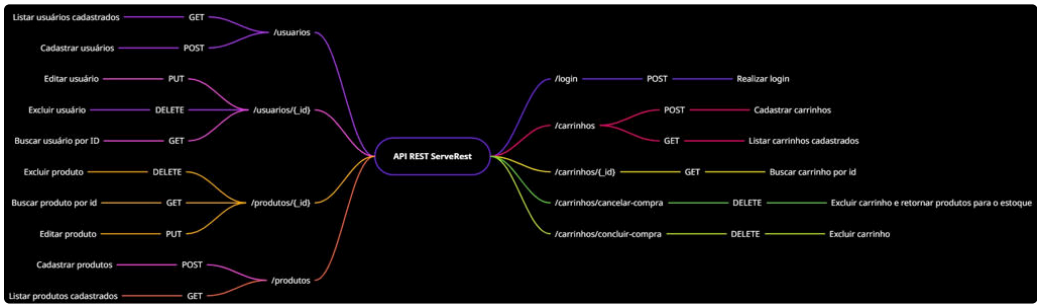 Listar usuários cadastrados GET
/usuarios
Cadastrar usuários POST
Editar usuário PUT
Excluir usuário DELETE /usuarios/{_id}
Buscar usuário por ID GET
Excluir produto DELETE
Buscar produto por id GET /produtos/{_id}
Editar produto PUT
Cadastrar produtos POST
/produtos
Listar produtos cadastrados GET
API REST ServeRest
/login POST Realizar login
POST Cadastrar carrinhos
/carrinhos
GET Listar carrinhos cadastrados
/carrinhos/{_id} GET Buscar carrinho por id
/carrinhos/cancelar-compra DELETE Excluir carrinho e retornar produtos para o estoque
/carrinhos/concluir-compra DELETE Excluir carrinho